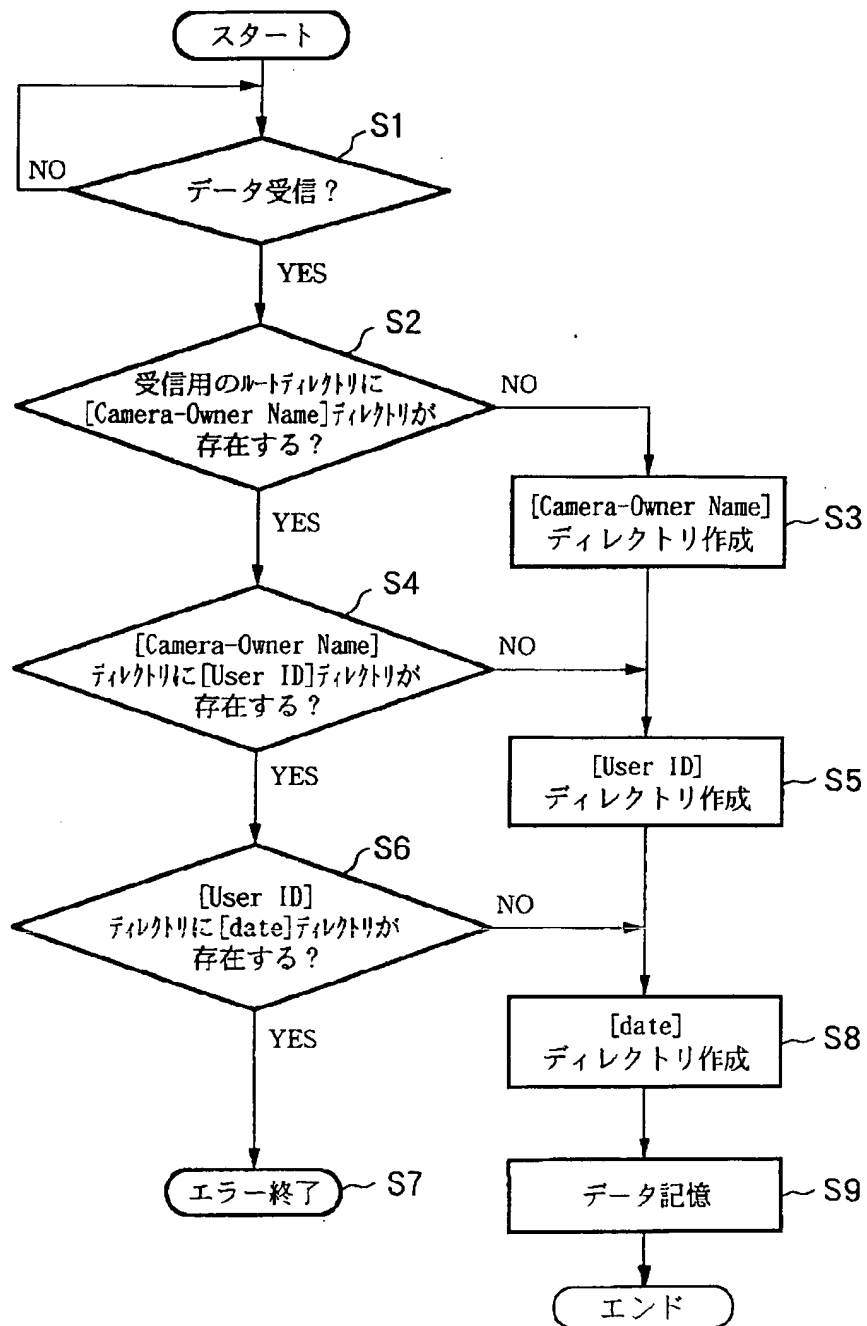 スタート
S1
NO
データ受信？
YES
S2
受信用のﾙｰﾄﾃﾞｨﾚｸﾄﾘに
NO
[Camera-Owner Name]ﾃﾞｨﾚｸﾄﾘが
存在する？
YES
[Camera-Owner Name]
S3
ディレクトリ作成
S4
[Camera-Owner Name]
NO
ﾃﾞｨﾚｸﾄﾘに[User ID]ﾃﾞｨﾚｸﾄﾘが
存在する？
YES
[User ID]
S5
ディレクトリ作成
S6
[User ID]
NO
ﾃﾞｨﾚｸﾄﾘに[date]ﾃﾞｨﾚｸﾄﾘが
存在する？
YES
[date]
S8
ディレクトリ作成
エラー終了
S7
データ記憶
S9
エンド